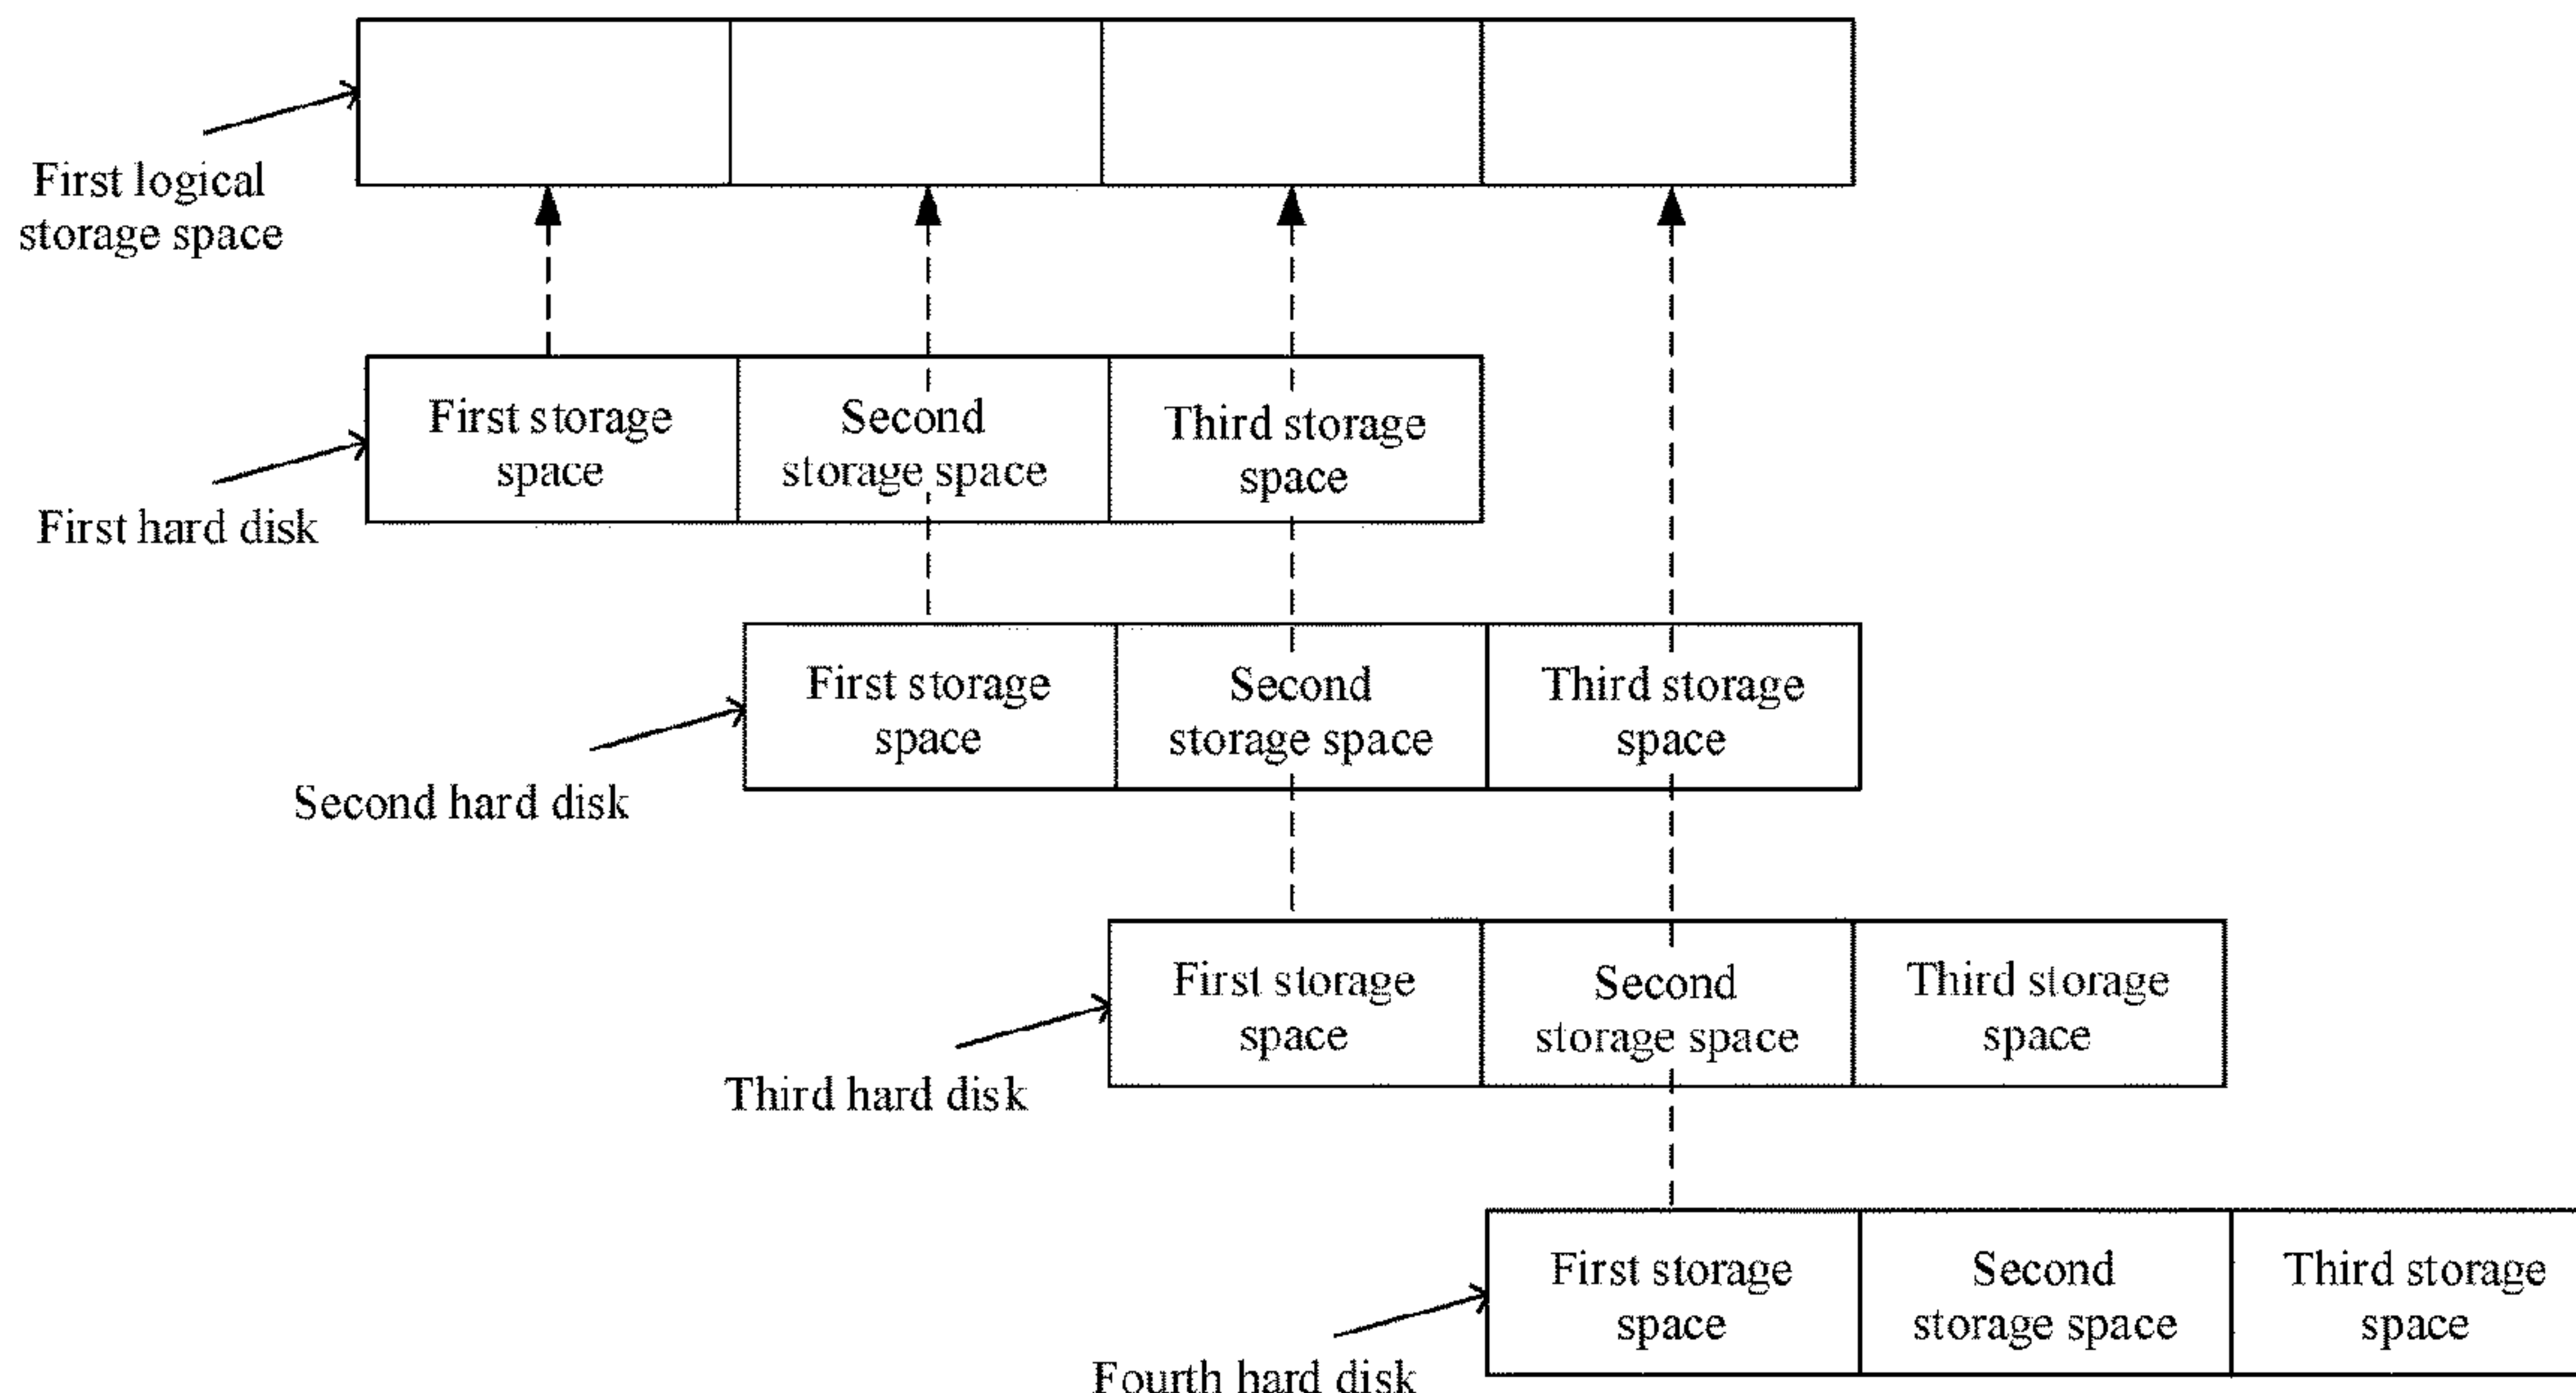 First logical
storage space
First storage
space
Second
storage space
Third storage
space
First hard disk
First storage
space
Second
storage space
Third storage
space
Second hard disk
First storage
space
Second
storage space
Third storage
space
Third hard disk
First storage
space
Second
storage space
Third storage
space
Fourth hard disk